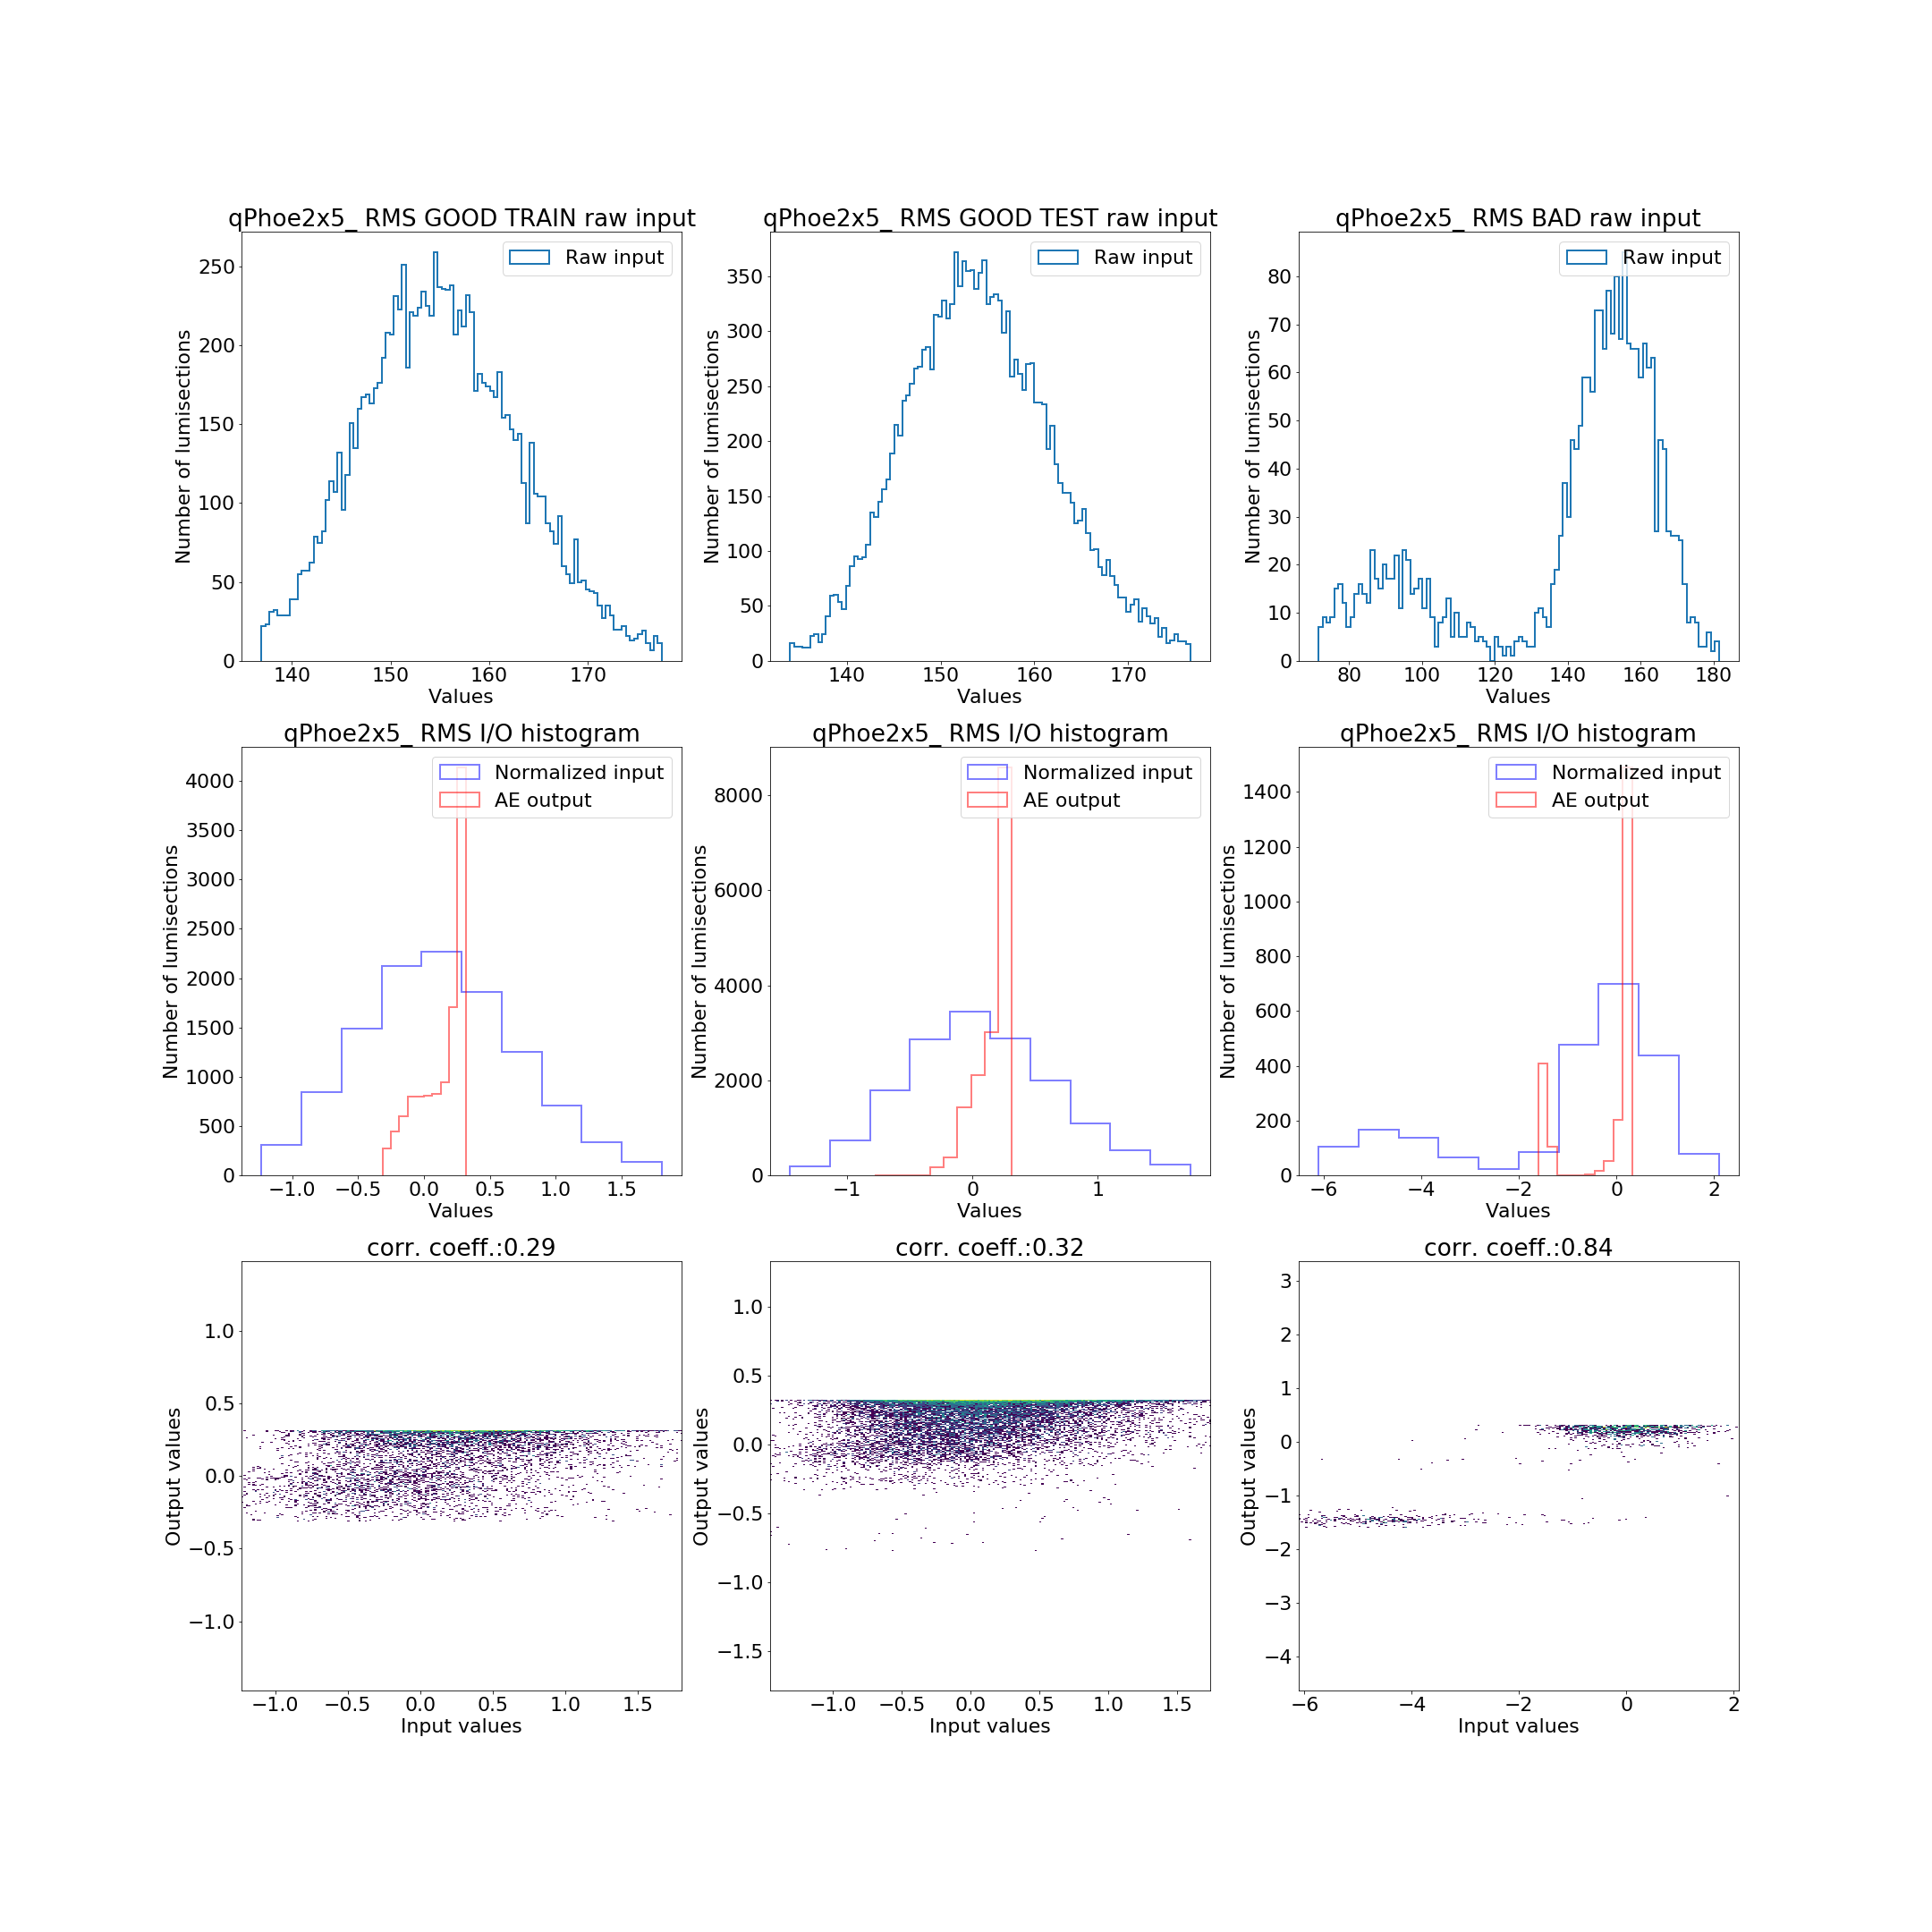 qPhoe2x5_ RMS GOOD TRAIN raw input
Raw input
250
200
150
100
50
0
Number of lumisections
140 150 160 170
Values
qPhoe2x5_ RMS GOOD TEST raw input
Raw input
350
300
250
200
150
100
50
0
Number of lumisections
140 150 160 170
Values
qPhoe2x5_ RMS BAD raw input
Raw input
80
70
60
50
40
30
20
10
0
Number of lumisections
80 100 120 140 160 180
Values
qPhoe2x5_ RMS I/O histogram
Normalized input
AE output
4000
3500
3000
2500
2000
1500
1000
500
0
Number of lumisections
−1.0 −0.5 0.0 0.5 1.0 1.5
Values
qPhoe2x5_ RMS I/O histogram
Normalized input
AE output
8000
6000
4000
2000
0
Number of lumisections
−1 0 1
Values
qPhoe2x5_ RMS I/O histogram
Normalized input
AE output
1400
1200
1000
800
600
400
200
0
Number of lumisections
−6 −4 −2 0 2
Values
corr. coeff.:0.29
1.0
0.5
0.0
−0.5
−1.0
Output values
−1.0 −0.5 0.0 0.5 1.0 1.5
Input values
corr. coeff.:0.32
1.0
0.5
0.0
−0.5
−1.0
−1.5
Output values
−1.0 −0.5 0.0 0.5 1.0 1.5
Input values
corr. coeff.:0.84
3
2
1
0
−1
−2
−3
−4
Output values
−6 −4 −2 0 2
Input values